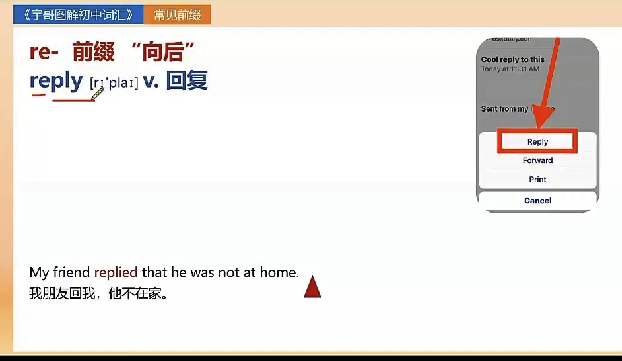 《宇哥图解初中词汇》 常见前缀
re- 前缀 “向后”
reply [rɪˈplaɪ] v. 回复
Cool reply to this
Today at 11:31 AM
Sent from my
Reply
Forward
Print
Cancel
My friend replied that he was not at home.
我朋友回我，他不在家。